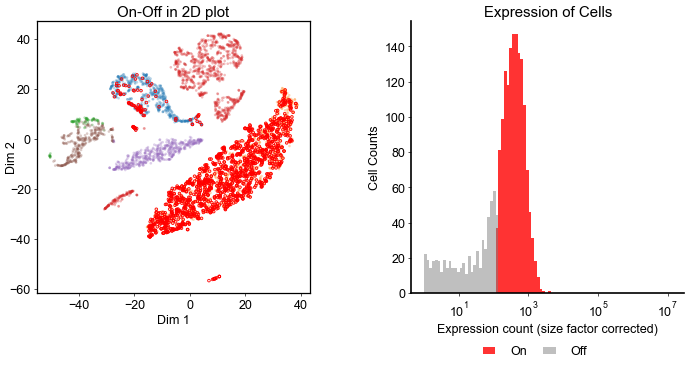 On-Off in 2D plot
Expression of Cells
40
20
0
−20
−40
−60
Dim 2
−40 −20 0 20 40
Dim 1
140
120
100
80
60
40
20
0
Cell Counts
10^1 10^3 10^5 10^7
Expression count (size factor corrected)
On Off